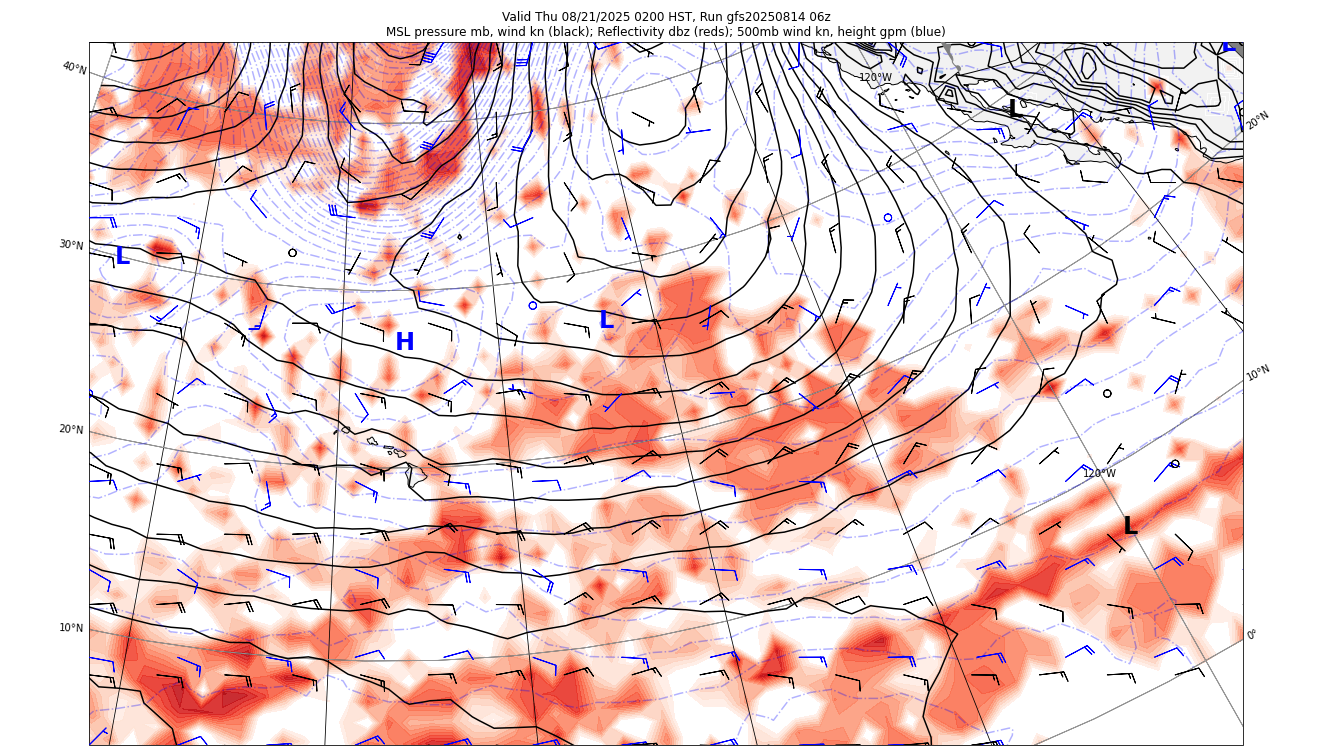 Valid Thu 08/21/2025 0200 HST, Run gfs20250814 06z
MSL pressure mb, wind kn (black); Reflectivity dbz (reds); 500mb wind kn, height gpm (blue)
L
40°N
120°W
L
20°N
30°N
L
L
H
10°N
20°N
120°W
L
10°N
0°